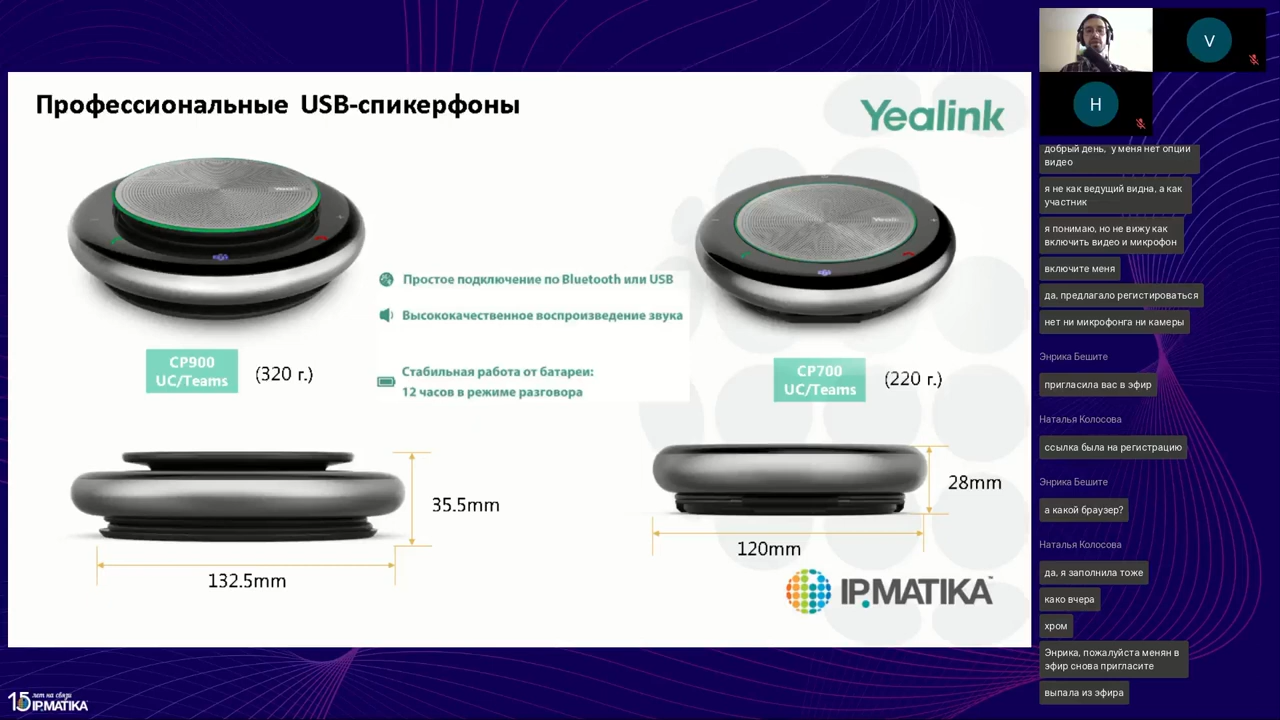 Профессиональные USB-спикерфоны
Yealink
CP900
UC/Teams
(320 г.)
Простое подключение по Bluetooth или USB
Высококачественное воспроизведение звука
Стабильная работа от батареи:
12 часов в режиме разговора
CP700
UC/Teams
(220 г.)
35.5mm
132.5mm
28mm
120mm
IP.MATIKA™
15 лет на связи
IP.MATIKA
V
H
добрый день, у меня нет опции
видео
я не как ведущий видна, а как
участник
я понимаю, но не вижу как
включить видео и микрофон
включите меня
да, предлагало регистироваться
нет ни микрофонга ни камеры
Энрика Бешите
пригласила вас в эфир
Наталья Колосова
ссылка была на регистрацию
Энрика Бешите
а какой браузер?
Наталья Колосова
да, я заполнила тоже
како вчера
хром
Энрика, пожалуйста менян в
эфир снова пригласите
выпала из эфира